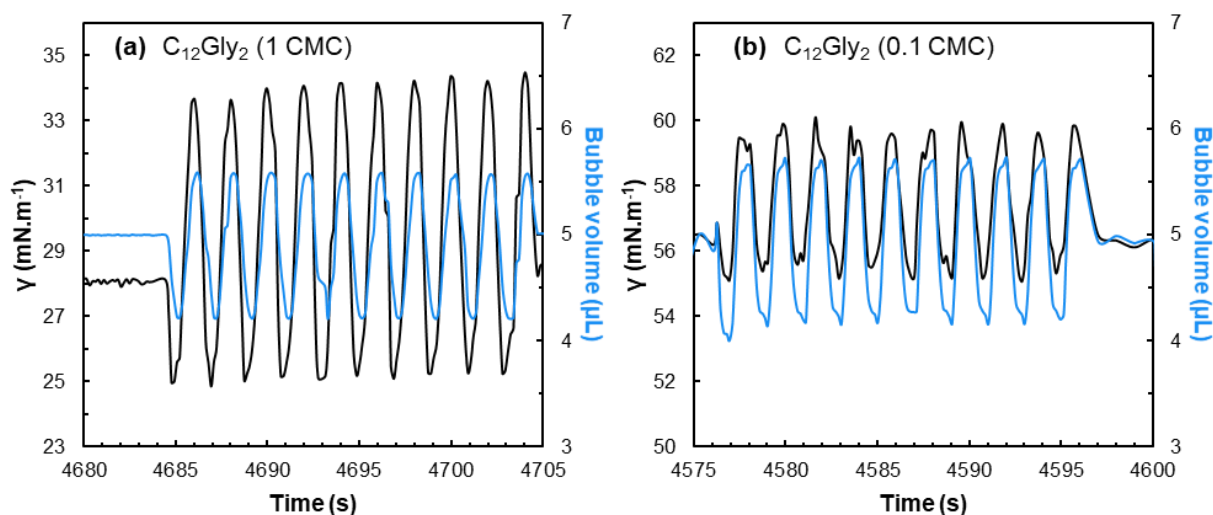 (a) C₁₂Gly₂ (1 CMC)
35
33
31
29
27
25
23
γ (mN.m⁻¹)
7
6
5
4
3
Bubble volume (µL)
4680 4685 4690 4695 4700 4705
Time (s)
(b) C₁₂Gly₂ (0.1 CMC)
62
60
58
56
54
52
50
γ (mN.m⁻¹)
7
6
5
4
3
Bubble volume (µL)
4575 4580 4585 4590 4595 4600
Time (s)